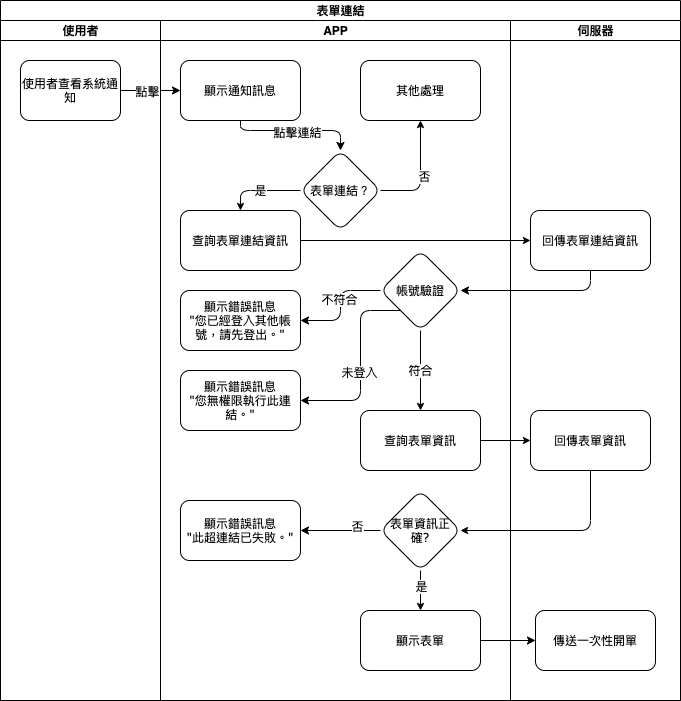 表單連結
使用者
APP
伺服器
使用者查看系統通
知
點擊
顯示通知訊息
其他處理
點擊連結
表單連結？
否
是
查詢表單連結資訊
回傳表單連結資訊
帳號驗證
不符合
顯示錯誤訊息
"您已經登入其他帳
號，請先登出。"
未登入
符合
顯示錯誤訊息
"您無權限執行此連
結。"
查詢表單資訊
回傳表單資訊
表單資訊正
確?
否
顯示錯誤訊息
"此超連結已失敗。"
是
顯示表單
傳送一次性開單